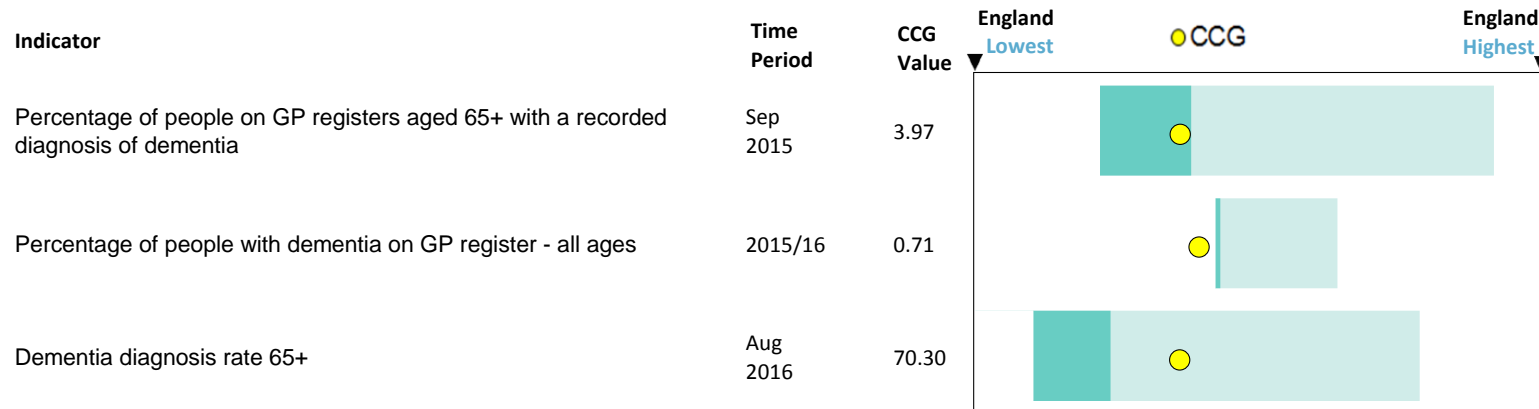 Indicator
Time
Period
CCG
Value
England
Lowest
CCG
England
Highest
Percentage of people on GP registers aged 65+ with a recorded
diagnosis of dementia
Sep
2015
3.97
Percentage of people with dementia on GP register - all ages
2015/16
0.71
Dementia diagnosis rate 65+
Aug
2016
70.30